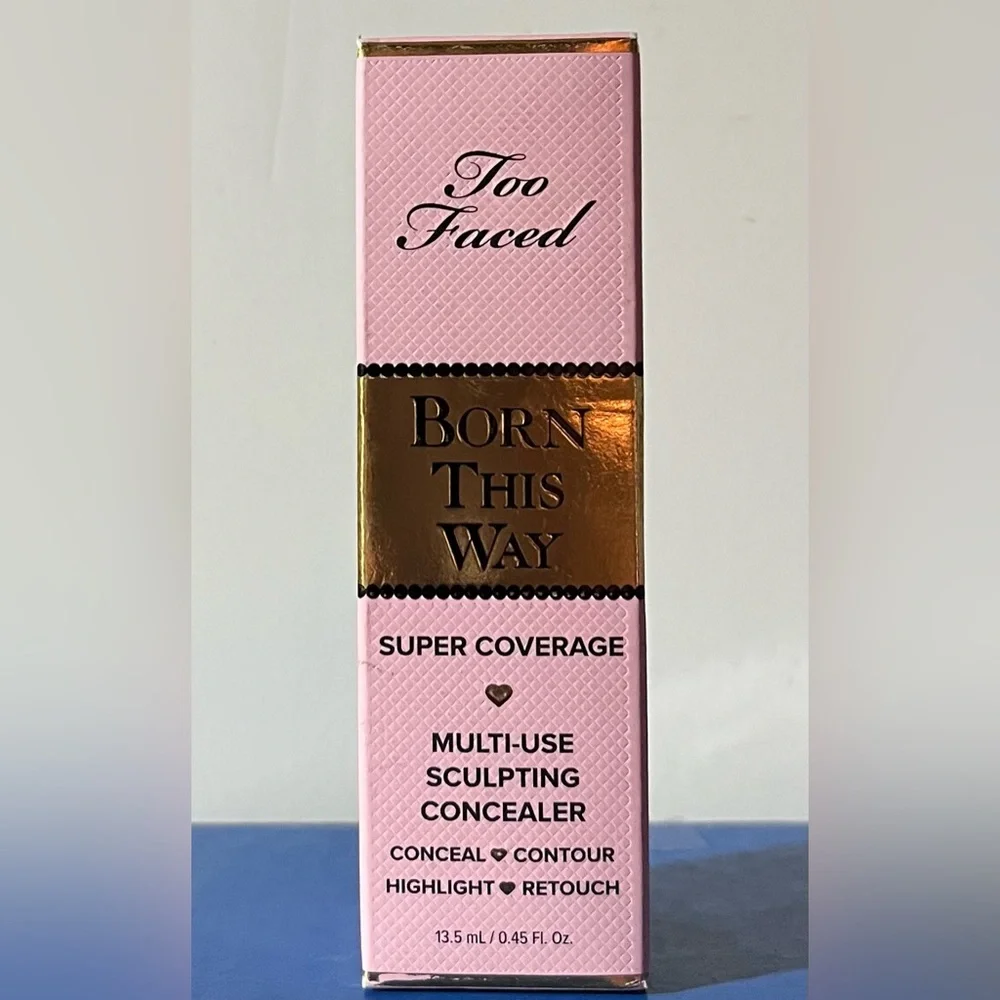 Too
Faced
BORN
THIS
WAY
SUPER COVERAGE
MULTI-USE
SCULPTING
CONCEALER
CONCEAL CONTOUR
HIGHLIGHT RETOUCH
13.5 mL / 0.45 Fl. Oz.